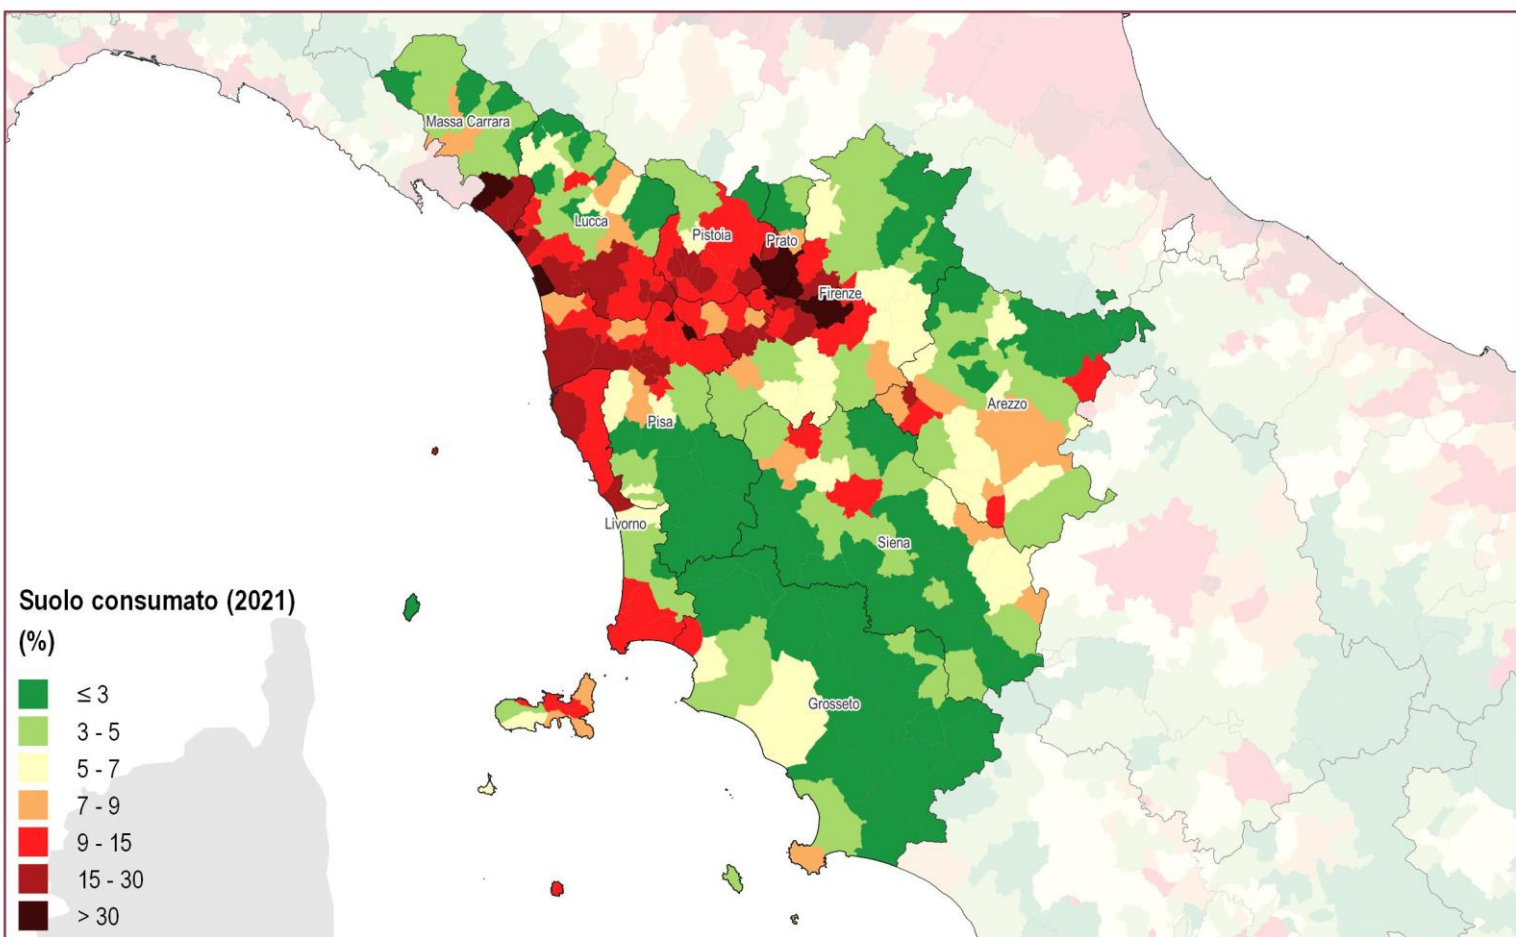 Massa Carrara
Lucca
Pistoia
Prato
Firenze
Arezzo
Pisa
Livorno
Siena
Grosseto
Suolo consumato (2021)
(%)
≤ 3
3 - 5
5 - 7
7 - 9
9 - 15
15 - 30
> 30